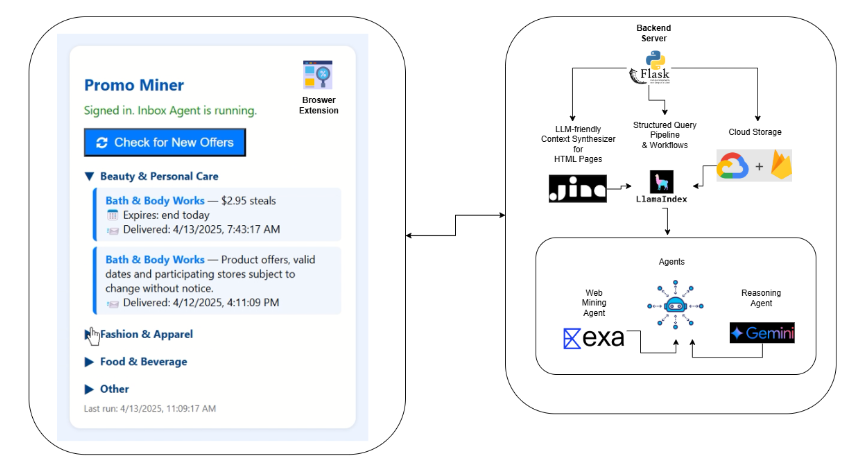 Promo Miner
Broswer
Extension
Signed in. Inbox Agent is running.
Check for New Offers
Beauty & Personal Care
Bath & Body Works — $2.95 steals
Expires: end today
Delivered: 4/13/2025, 7:43:17 AM
Bath & Body Works — Product offers, valid
dates and participating stores subject to
change without notice.
Delivered: 4/12/2025, 4:11:09 PM
Fashion & Apparel
Food & Beverage
Other
Last run: 4/13/2025, 11:09:17 AM
Backend
Server
Flask
LLM-friendly
Context Synthesizer
for
HTML Pages
Jina
Structured Query
Pipeline
& Workflows
LlamaIndex
Cloud Storage
+
Agents
Web
Mining
Agent
exa
Reasoning
Agent
Gemini